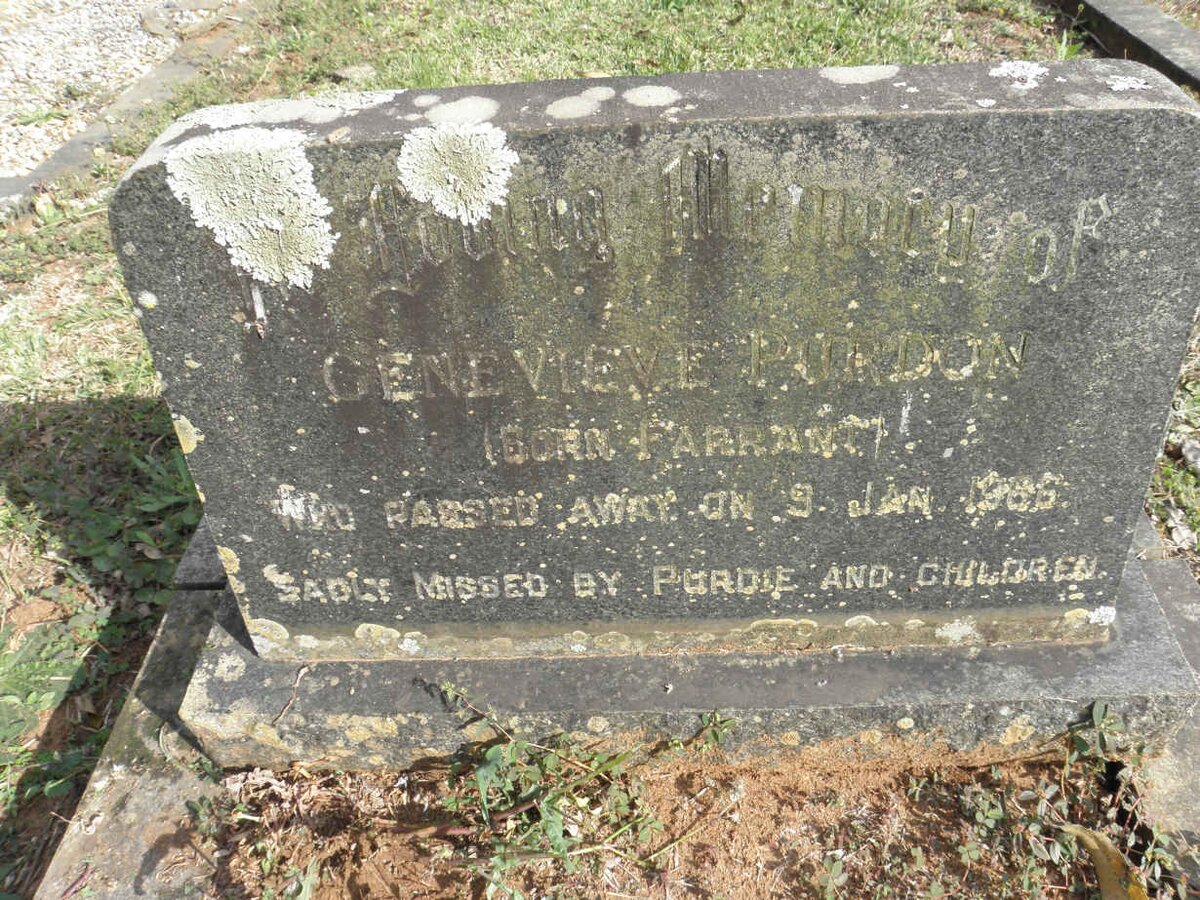 Loving Memory of
GENEVIEVE PURDON
(BORN FARRANT)
WHO PASSED AWAY ON 9 JAN
SADLY MISSED BY PURDIE AND CHILDREN.